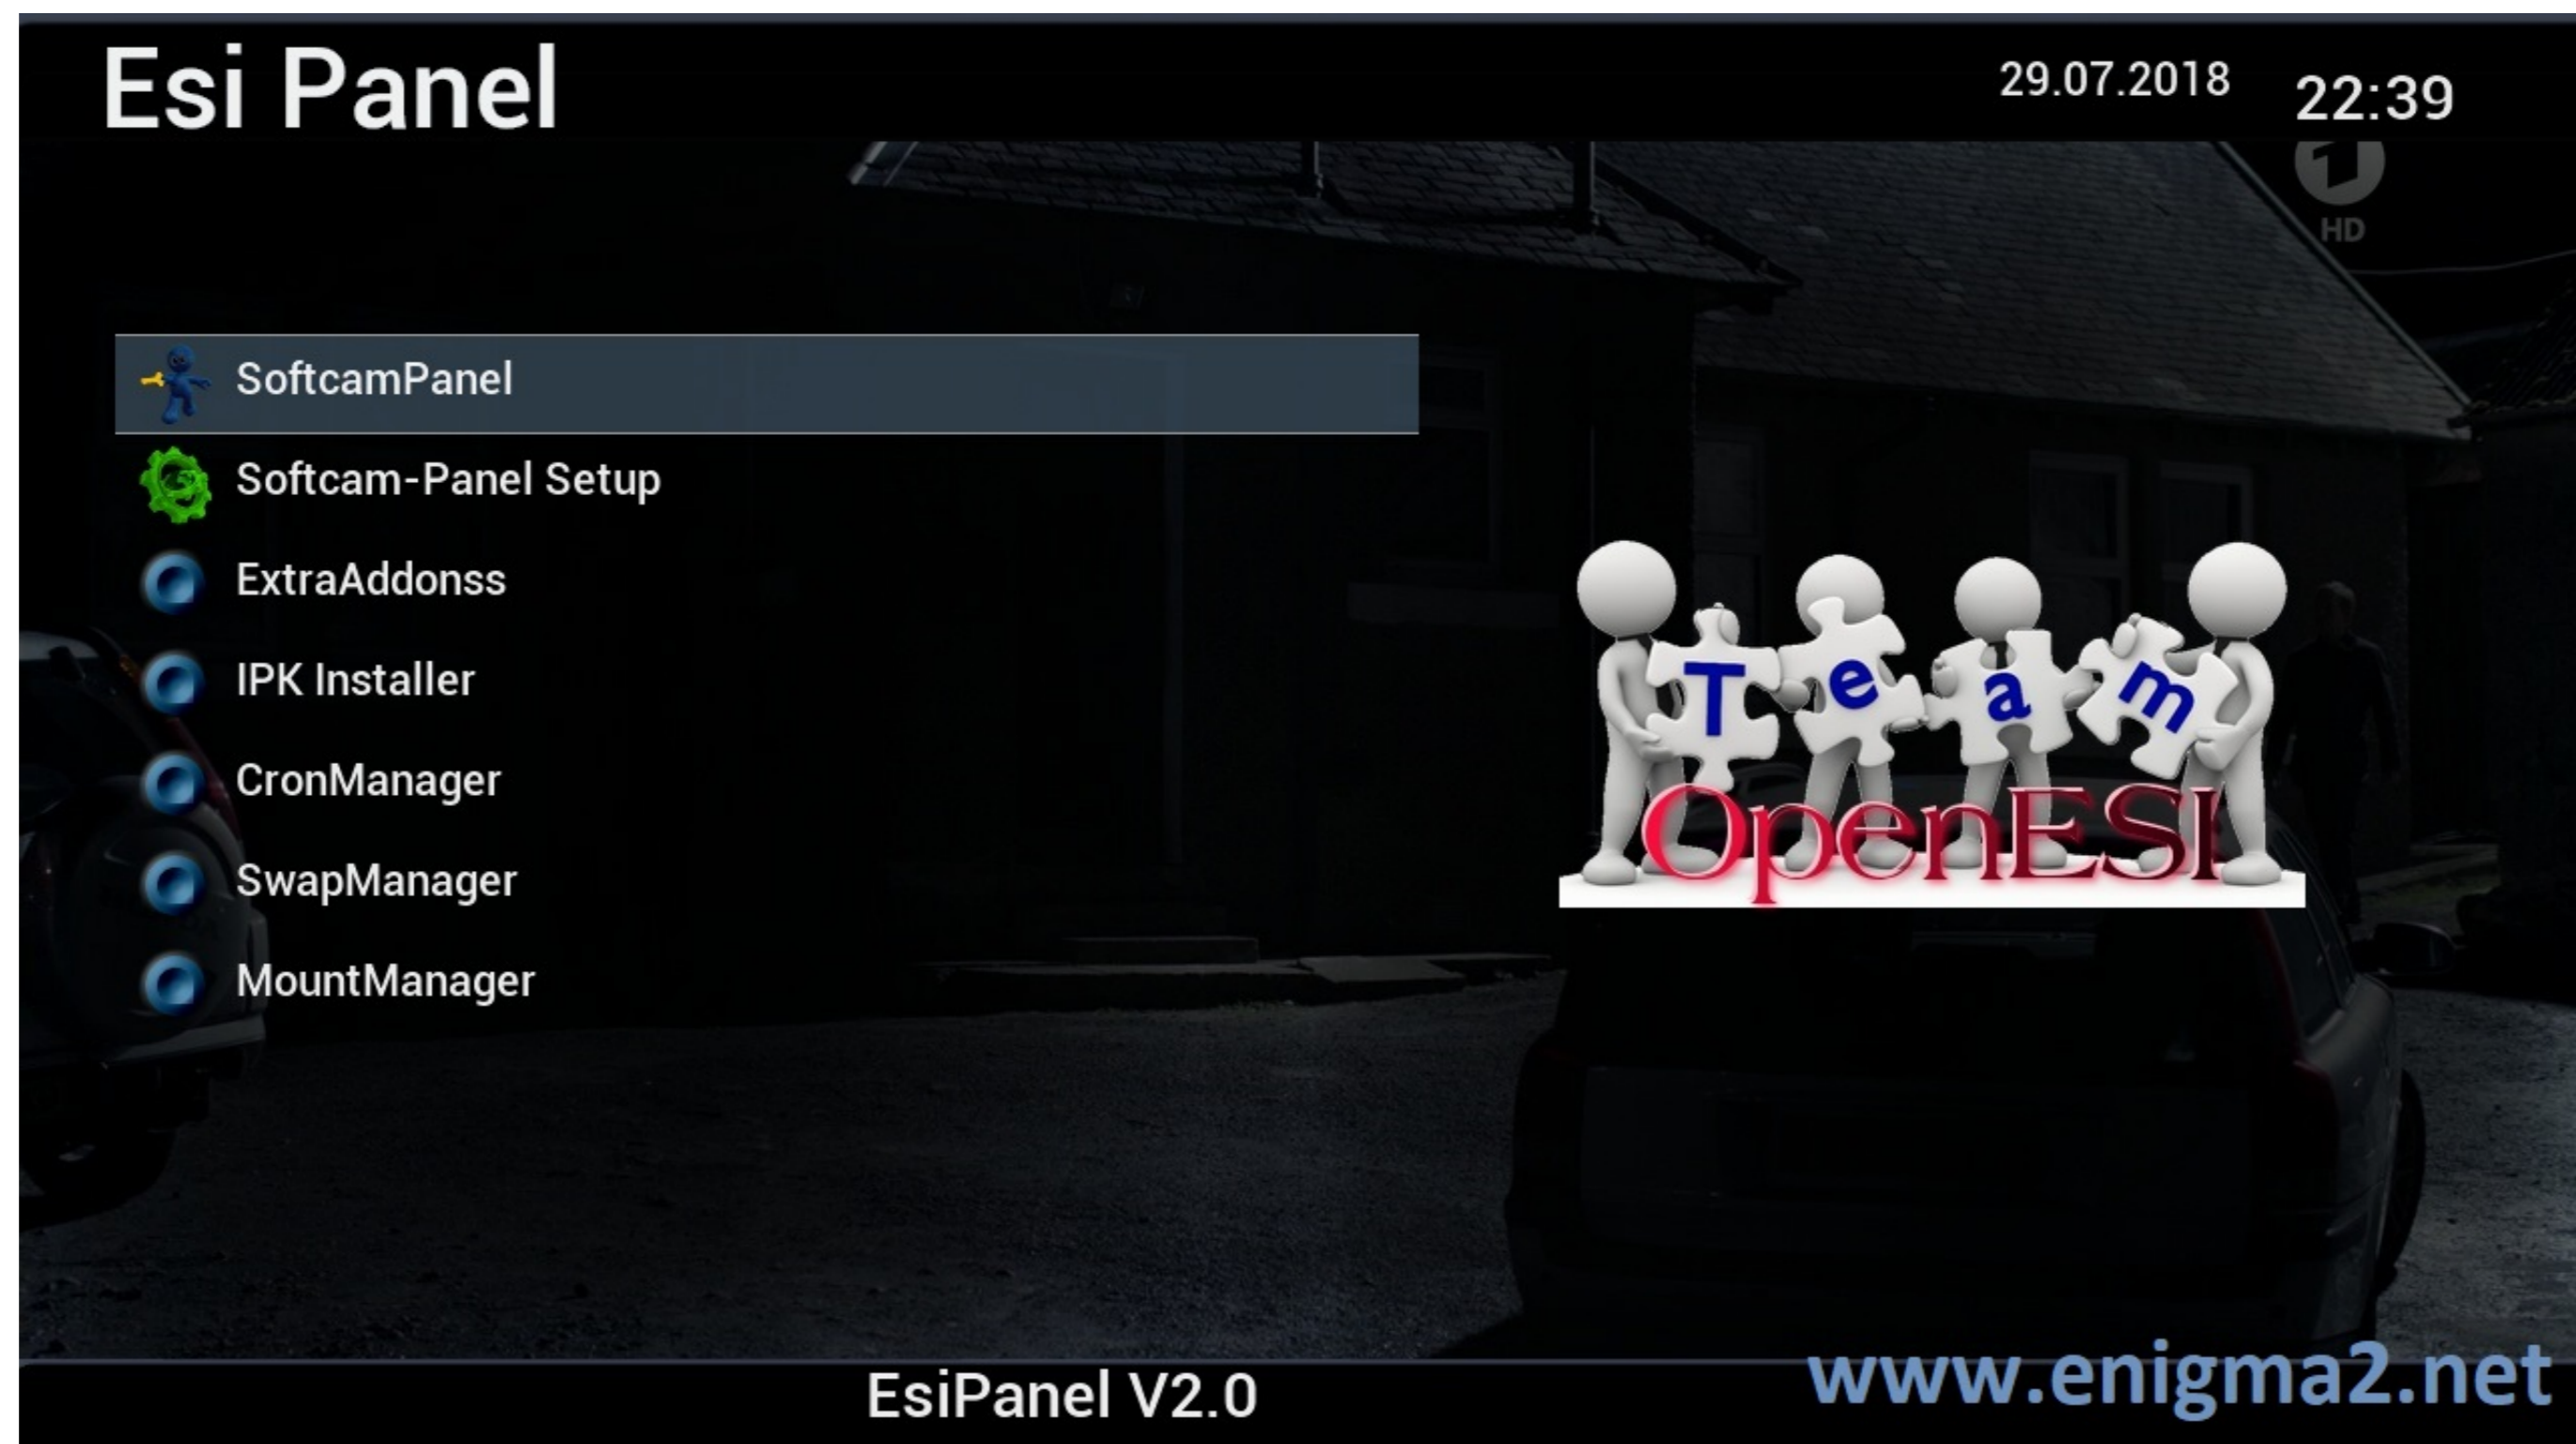 Esi Panel
29.07.2018
22:39
1
HD
SoftcamPanel
Softcam-Panel Setup
ExtraAddonss
IPK Installer
CronManager
SwapManager
MountManager
Team
OpenESI
EsiPanel V2.0
www.enigma2.net